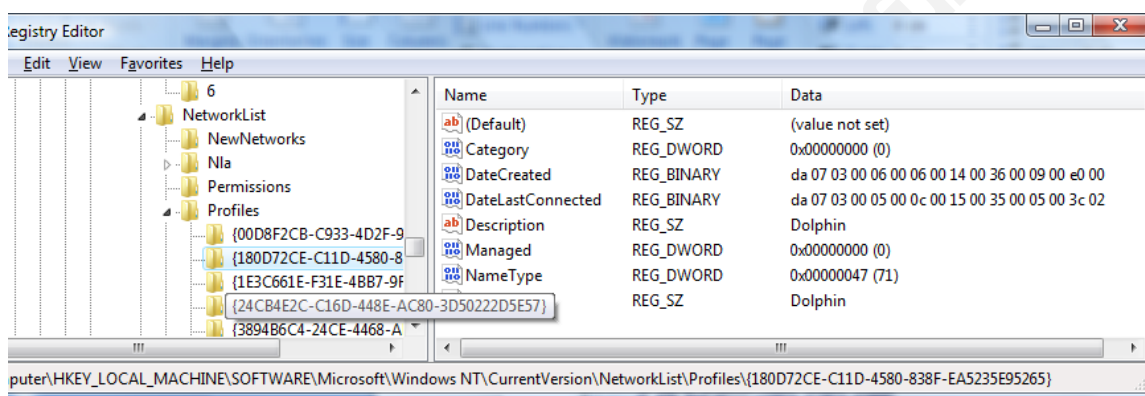 Registry Editor
Edit View Favorites Help
6
NetworkList
NewNetworks
Nla
Permissions
Profiles
{00D8F2CB-C933-4D2F-9
{180D72CE-C11D-4580-8
{1E3C661E-F31E-4BB7-9F
{24CB4E2C-C16D-448E-AC80-3D50222D5E57}
{3894B6C4-24CE-4468-A
Name Type Data
(Default) REG_SZ (value not set)
Category REG_DWORD 0x00000000 (0)
DateCreated REG_BINARY da 07 03 00 06 00 06 00 14 00 36 00 09 00 e0 00
DateLastConnected REG_BINARY da 07 03 00 05 00 0c 00 15 00 35 00 05 00 3c 02
Description REG_SZ Dolphin
Managed REG_DWORD 0x00000000 (0)
NameType REG_DWORD 0x00000047 (71)
REG_SZ Dolphin
puter\HKEY_LOCAL_MACHINE\SOFTWARE\Microsoft\Windows NT\CurrentVersion\NetworkList\Profiles\{180D72CE-C11D-4580-838F-EA5235E95265}